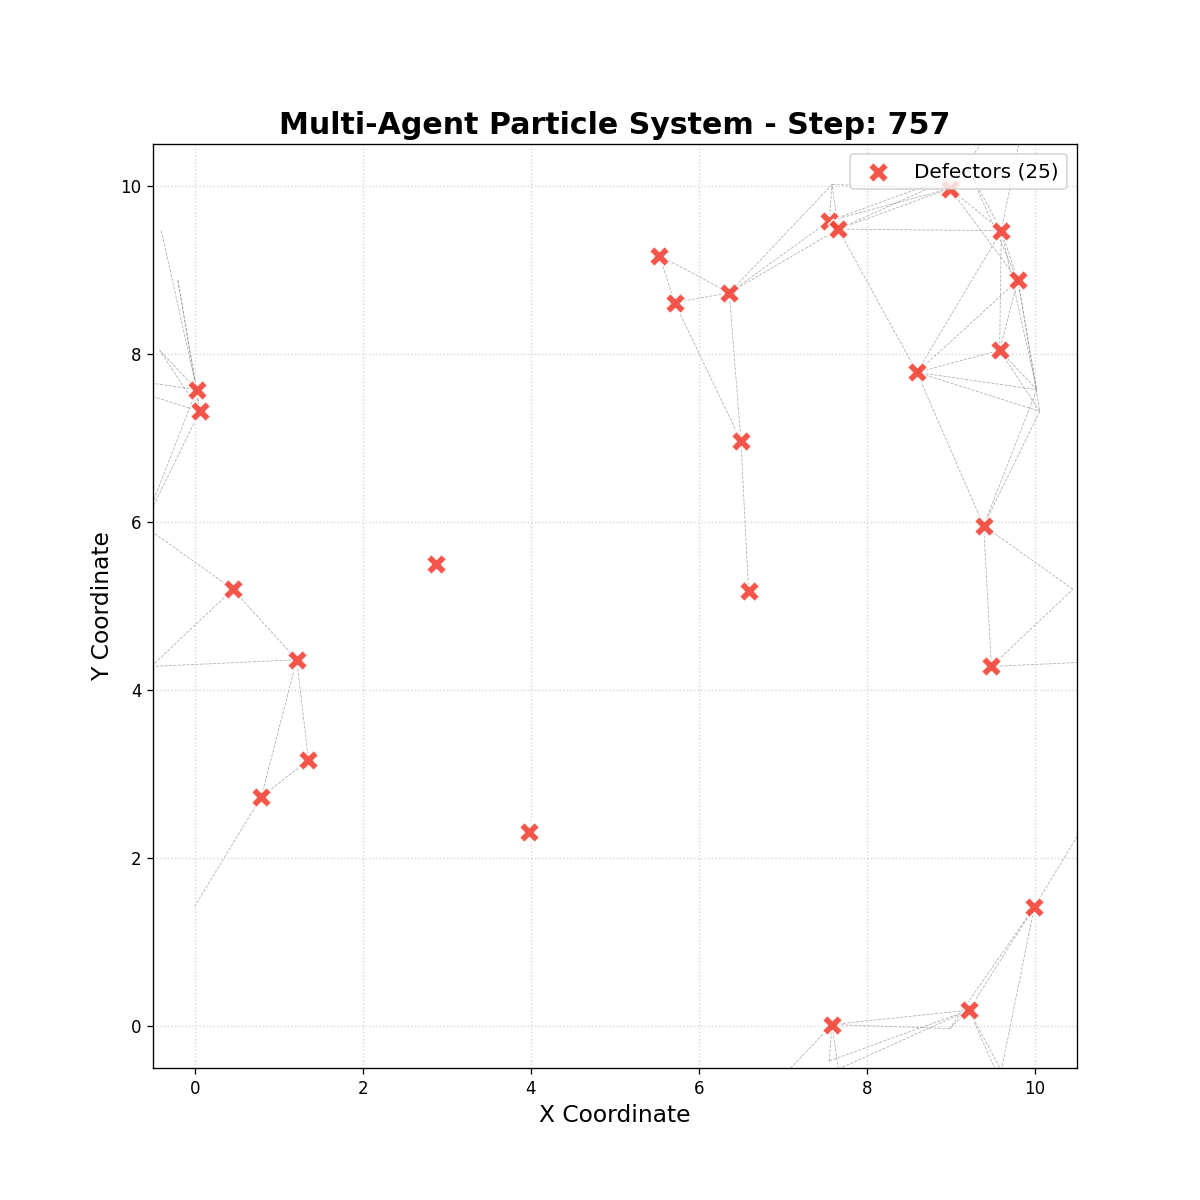 Multi-Agent Particle System - Step: 757
Defectors (25)
10
8
6
4
2
0
Y Coordinate
0 2 4 6 8 10
X Coordinate